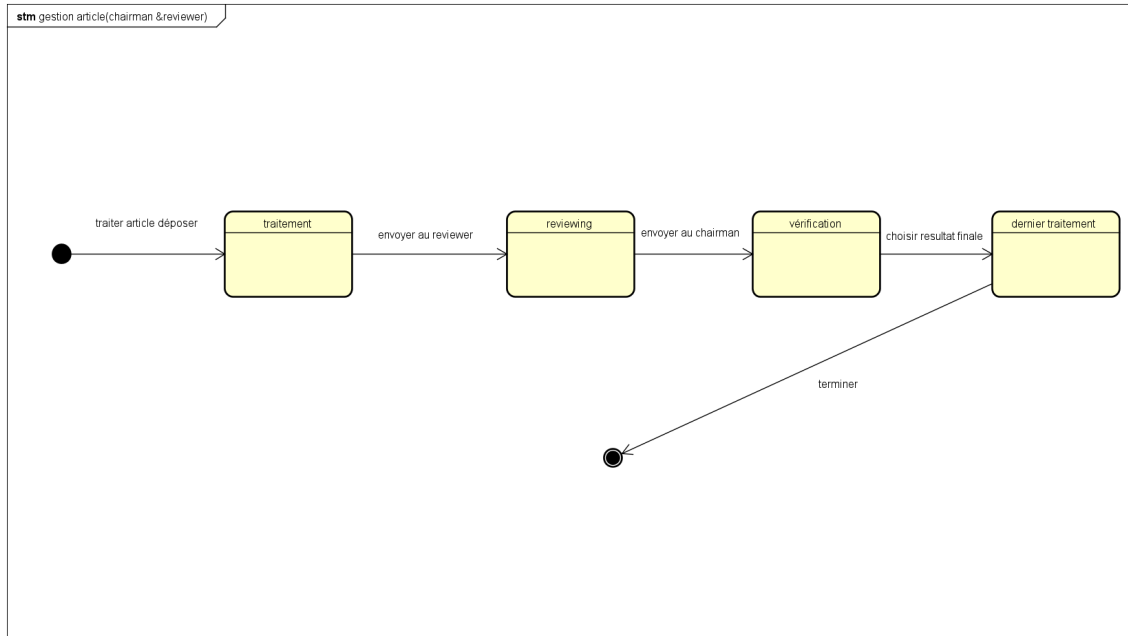 stm gestion article(chairman &reviewer)
traiter article déposer
traitement
envoyer au reviewer
reviewing
envoyer au chairman
vérification
choisir resultat finale
dernier traitement
terminer